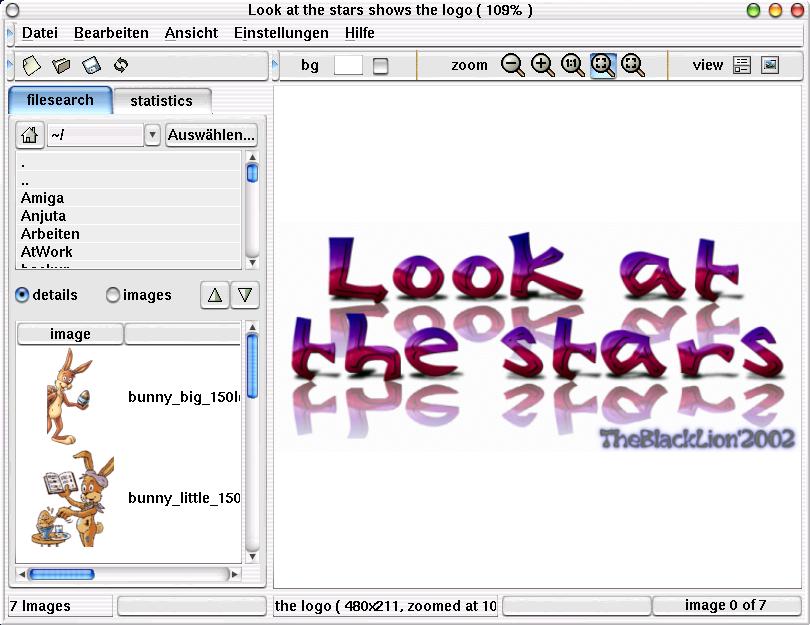 Look at the stars shows the logo ( 109% )
Datei Bearbeiten Ansicht Einstellungen Hilfe
bg zoom 1:1 view
filesearch statistics
~/ Auswählen...
.
..
Amiga
Anjuta
Arbeiten
AtWork
details images
image
bunny_big_150
bunny_little_150
Look at
the stars
TheBlackLion'2002
7 Images the logo ( 480x211, zoomed at 10 image 0 of 7